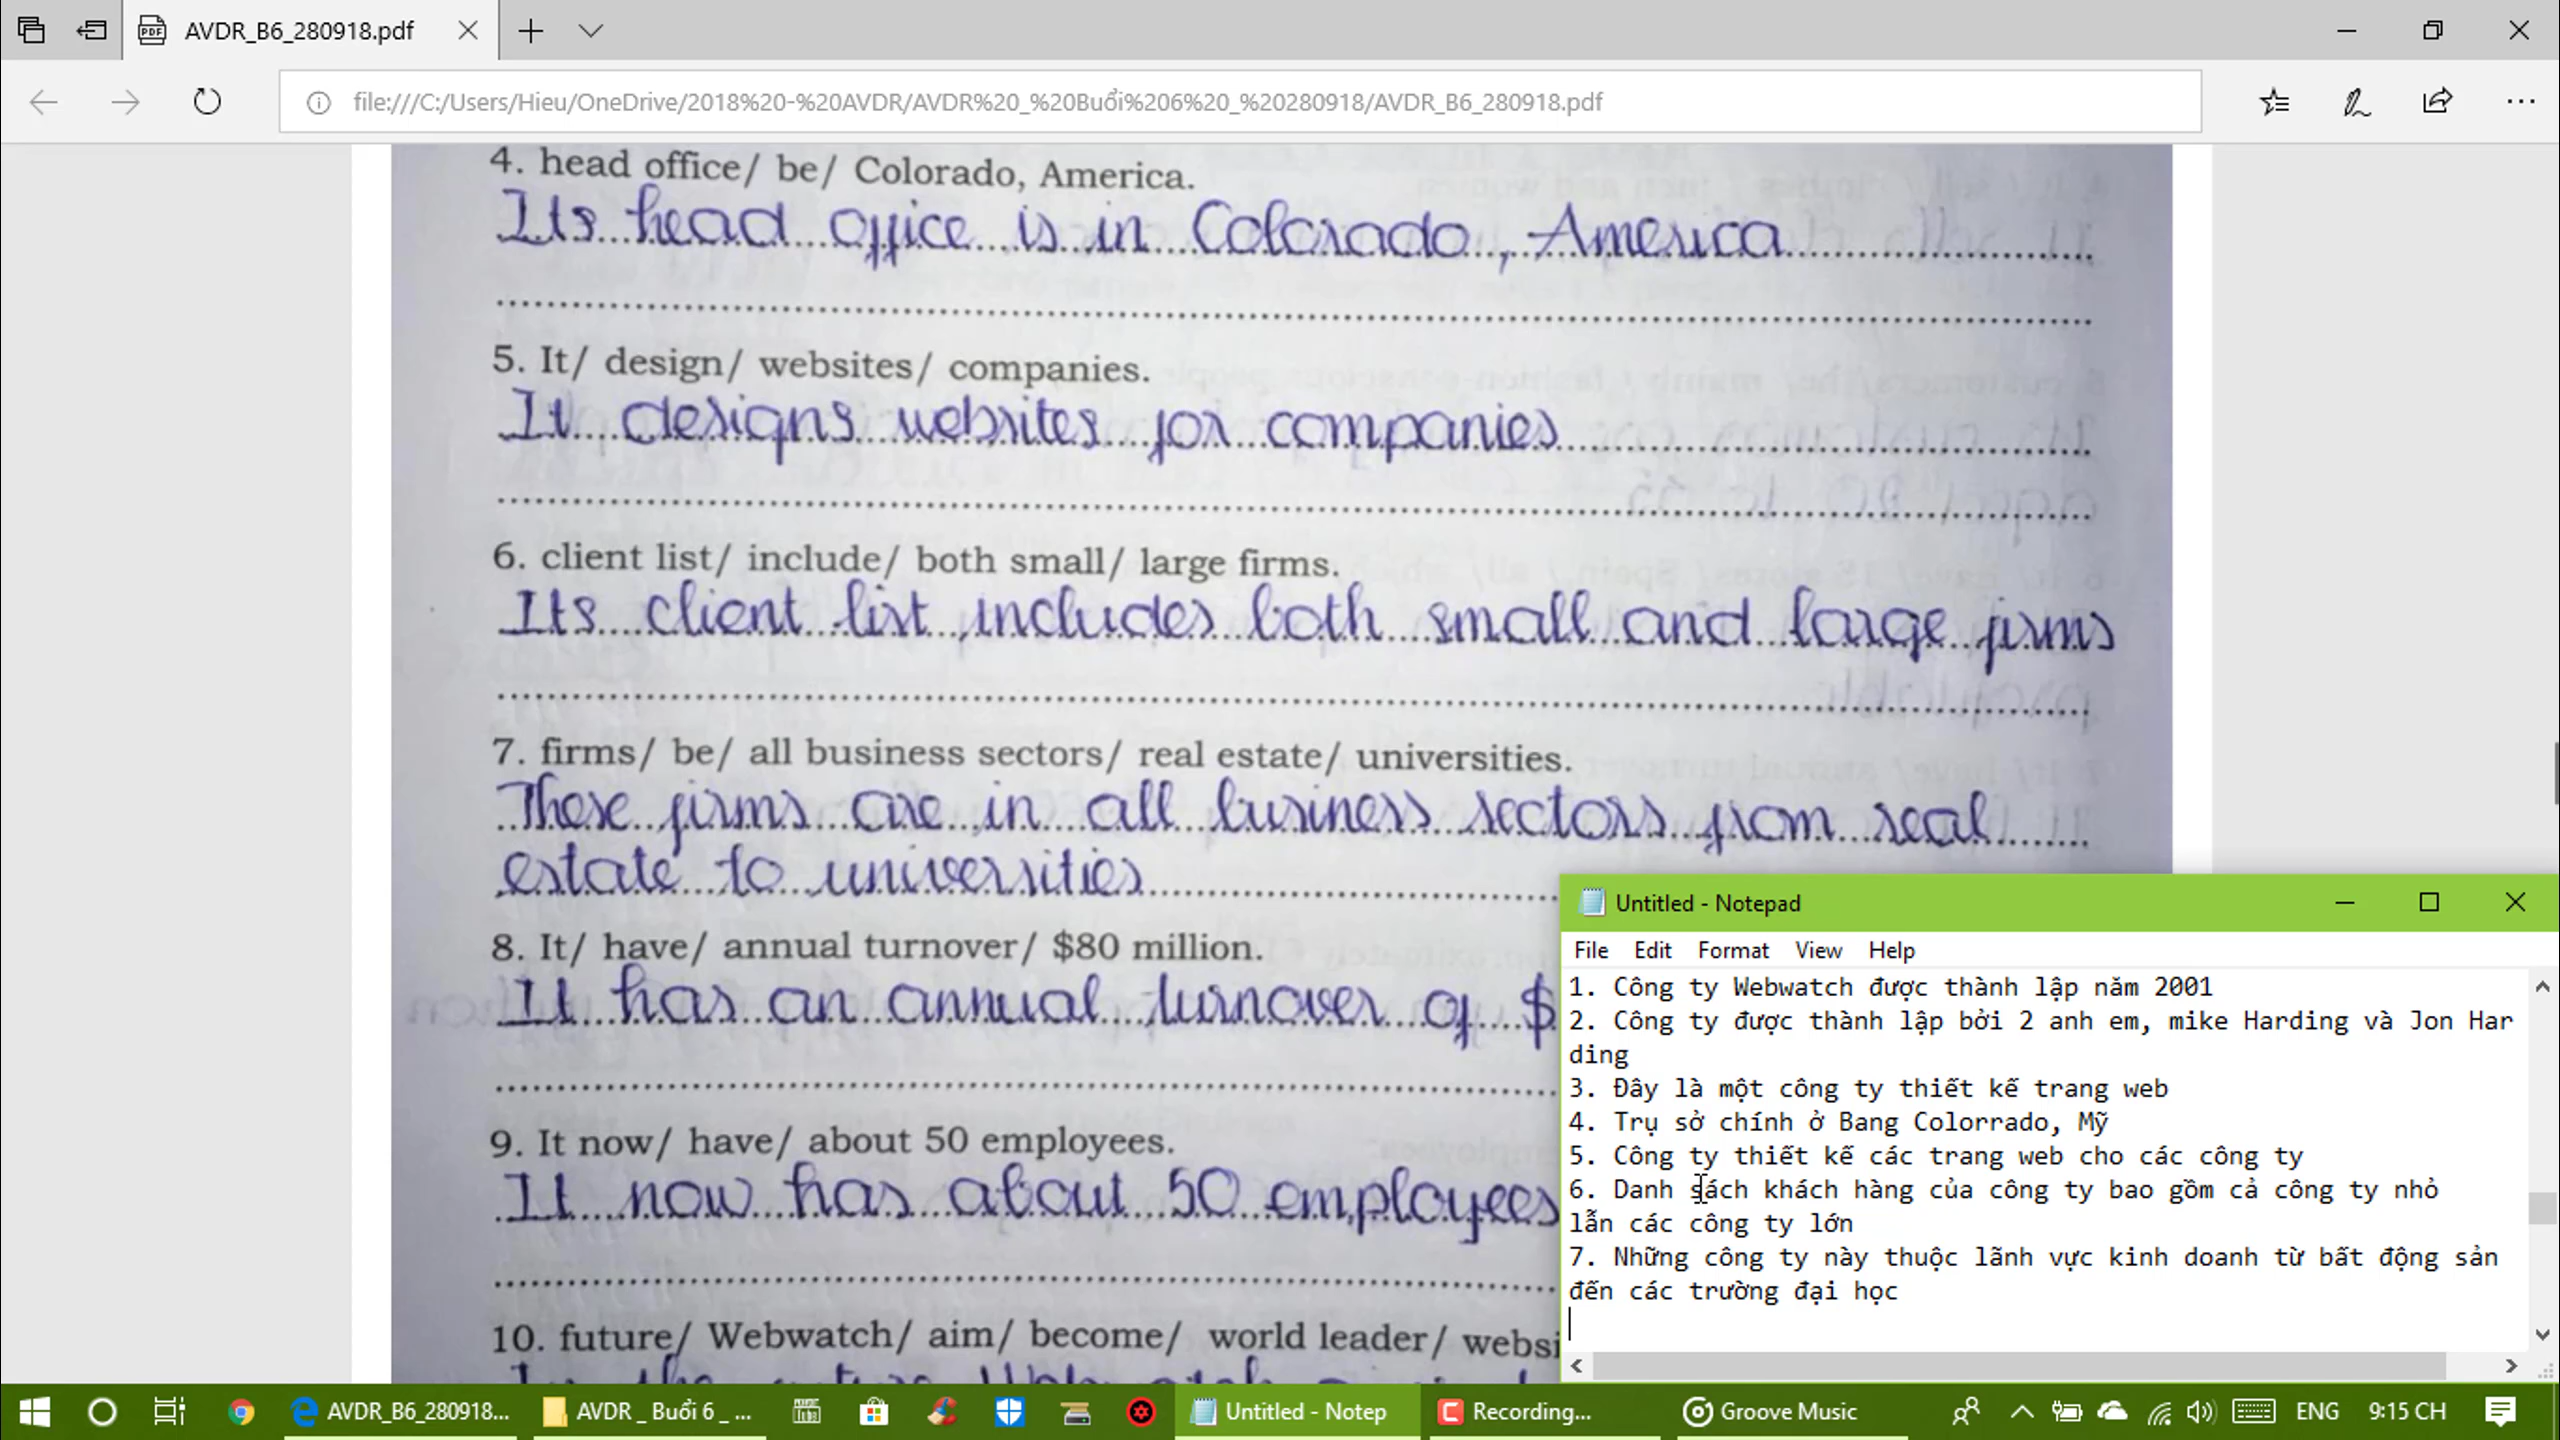 AVDR_B6_280918.pdf
file:///C:/Users/Hieu/OneDrive/2018%20-%20AVDR/AVDR%20_%20Buổi%206%20_%20280918/AVDR_B6_280918.pdf
4. head office/ be/ Colorado, America.
Its head office is in Colorado, America
5. It/ design/ websites/ companies.
It designs websites for companies
6. client list/ include/ both small/ large firms.
Its client list includes both small and large firms
7. firms/ be/ all business sectors/ real estate/ universities.
These firms are in all business sectors from real
estate to universities
8. It/ have/ annual turnover/ $80 million.
It has an annual turnover of $
9. It now/ have/ about 50 employees.
It now has about 50 employees
10. future/ Webwatch/ aim/ become/ world leader/ websi
Untitled - Notepad
File Edit Format View Help
1. Công ty Webwatch được thành lập năm 2001
2. Công ty được thành lập bởi 2 anh em, mike Harding và Jon Har
ding
3. Đây là một công ty thiết kế trang web
4. Trụ sở chính ở Bang Colorrado, Mỹ
5. Công ty thiết kế các trang web cho các công ty
6. Danh sách khách hàng của công ty bao gồm cả công ty nhỏ
lẫn các công ty lớn
7. Những công ty này thuộc lãnh vực kinh doanh từ bất động sản
đến các trường đại học
AVDR_B6_280918... AVDR _ Buổi 6 _ ... Untitled - Notep Recording... Groove Music ENG 9:15 CH